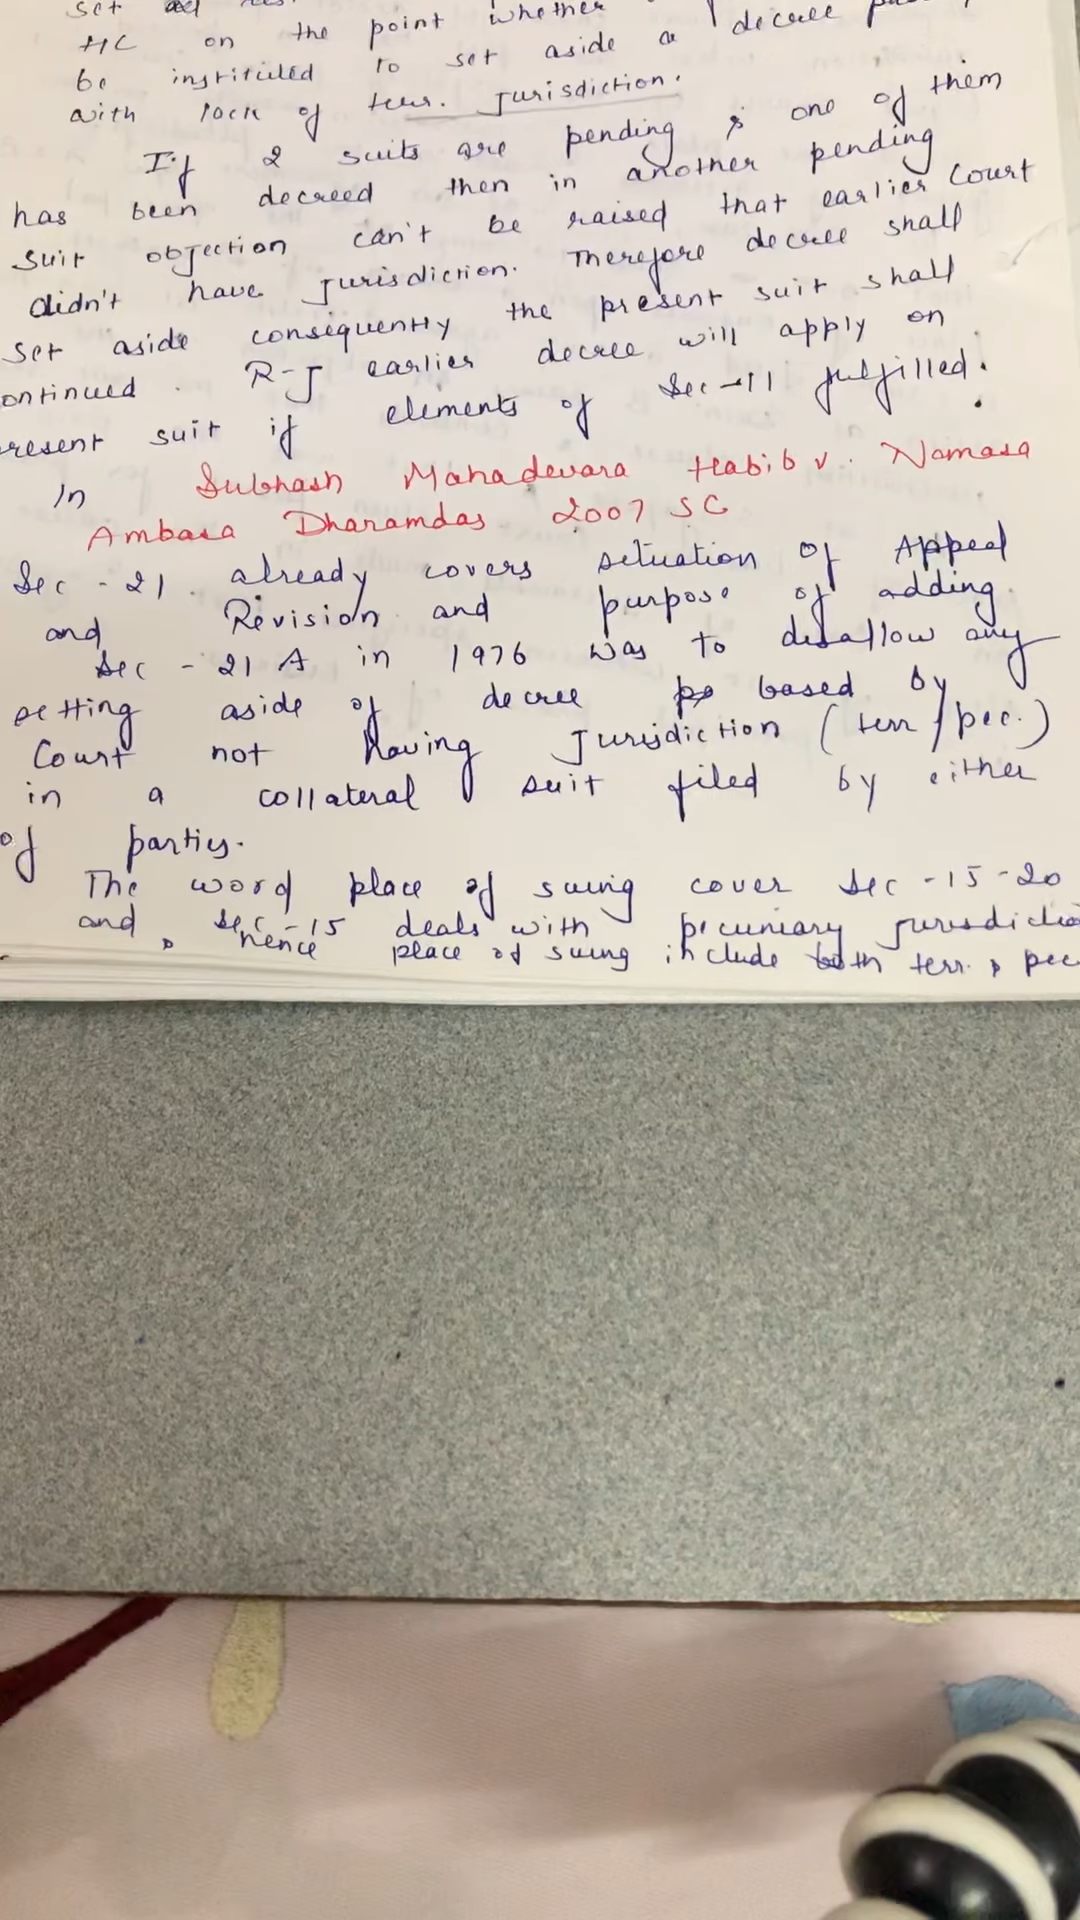 set
HC on the point whether decree
be instituted to set aside a
with lack of terr. Jurisdiction.
If 2 suits are pending & one of them
has been decreed then in another pending
suit objection can't be raised that earlier Court
didn't have jurisdiction. Therefore decree shall
set aside consequently the present suit shall
ontinued. R-J earlier decree will apply on
resent suit if elements of Sec-11 fulfilled.
In Subhash Mahadevara Habib v. Namasa
Ambasa Dharamdas 2007 SC
Sec-21 already covers situation of Appeal
and Revision and purpose of adding
Sec-21 A in 1976 was to disallow any
setting aside of decree based by
Court not having Jurisdiction (terr/pec.)
in a collateral suit filed by either
of parties.
The word place of suing cover Sec-15-20
and sec-15 deals with pecuniary jurisdictio
hence place of suing include both terr. & pec